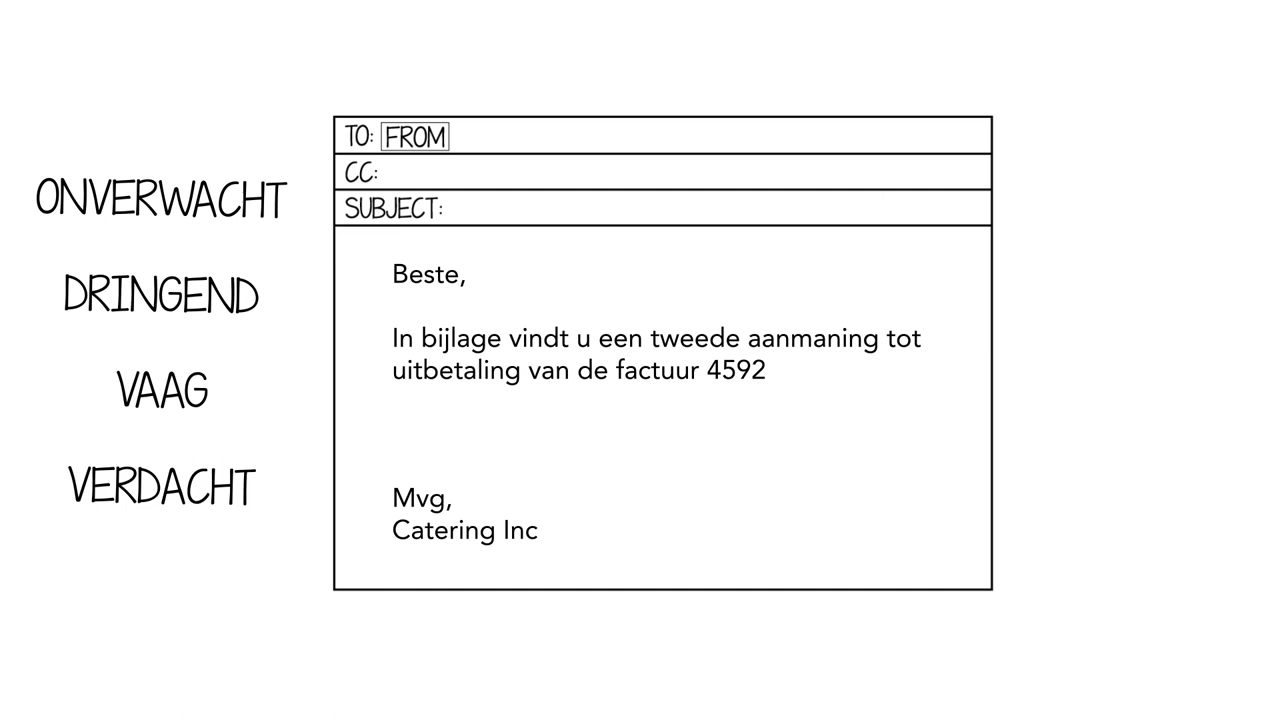 ONVERWACHT
DRINGEND
VAAG
VERDACHT
TO: FROM
CC:
SUBJECT:
Beste,
In bijlage vindt u een tweede aanmaning tot
uitbetaling van de factuur 4592
Mvg,
Catering Inc